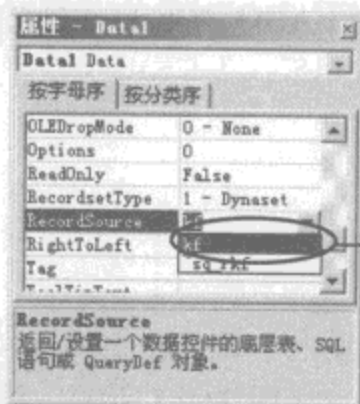 属性 - Data1
Data1 Data
按字母序 按分类序
OLEDropMode 0 - None
Options 0
ReadOnly False
RecordsetType 1 - Dynaset
RecordSource
RightToLeft kf
Tag
RecordSource
返回/设置一个数据控件的底层表、SQL
语句或 QueryDef 对象。